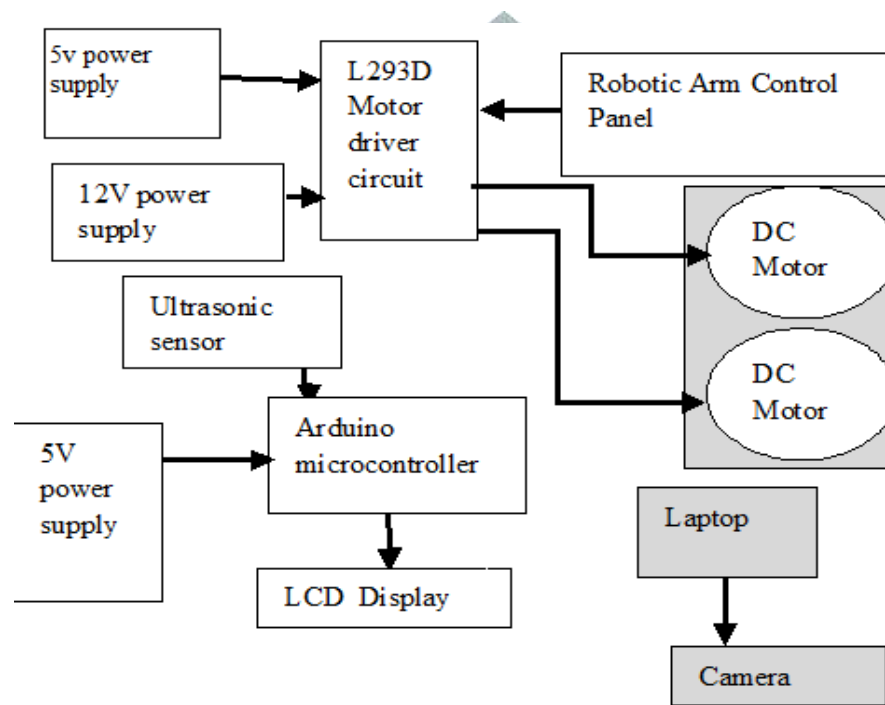 5v power
supply
L293D
Motor
driver
circuit
Robotic Arm Control
Panel
12V power
supply
DC
Motor
Ultrasonic
sensor
DC
Motor
Arduino
microcontroller
5V
power
supply
Laptop
LCD Display
Camera